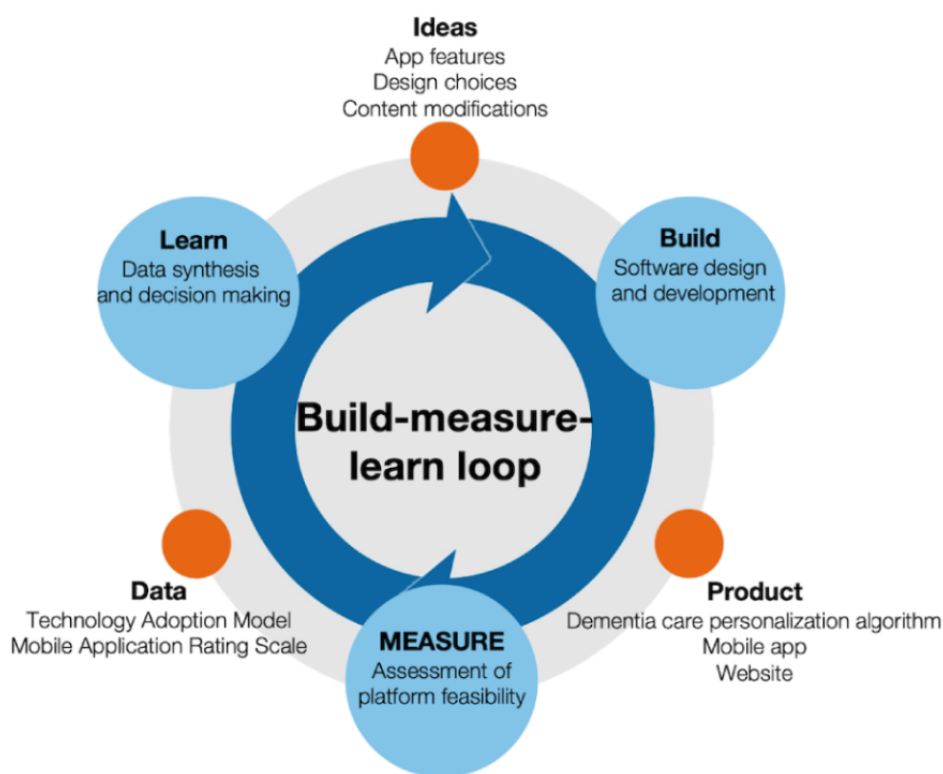 Ideas
App features
Design choices
Content modifications
Learn
Data synthesis
and decision making
Build
Software design
and development
Build-measure-
learn loop
Data
Technology Adoption Model
Mobile Application Rating Scale
MEASURE
Assessment of
platform feasibility
Product
Dementia care personalization algorithm
Mobile app
Website